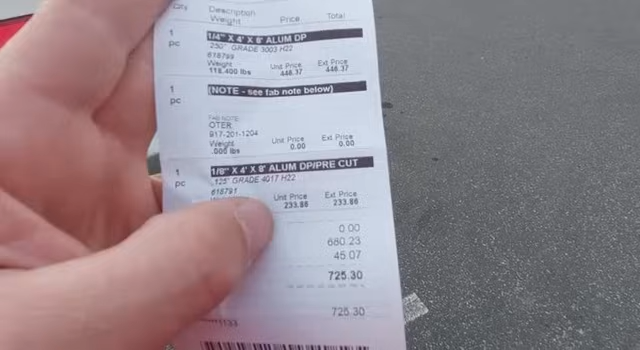 Qty Description Price Total
Weight
1 pc 1/4" X 4' X 8' ALUM DP
.250" GRADE 3003 H22
618799
Weight Unit Price Ext Price
118.400 lbs 446.37 446.37
1 pc (NOTE - see fab note below)
FAB NOTE:
OTER
917-201-1204
Weight Unit Price Ext Price
.000 lbs 0.00 0.00
1 pc 1/8" X 4' X 8' ALUM DP/PRE CUT
.125" GRADE 4017 H22
618791
Unit Price Ext Price
233.86 233.86
0.00
680.23
45.07
725.30
725.30